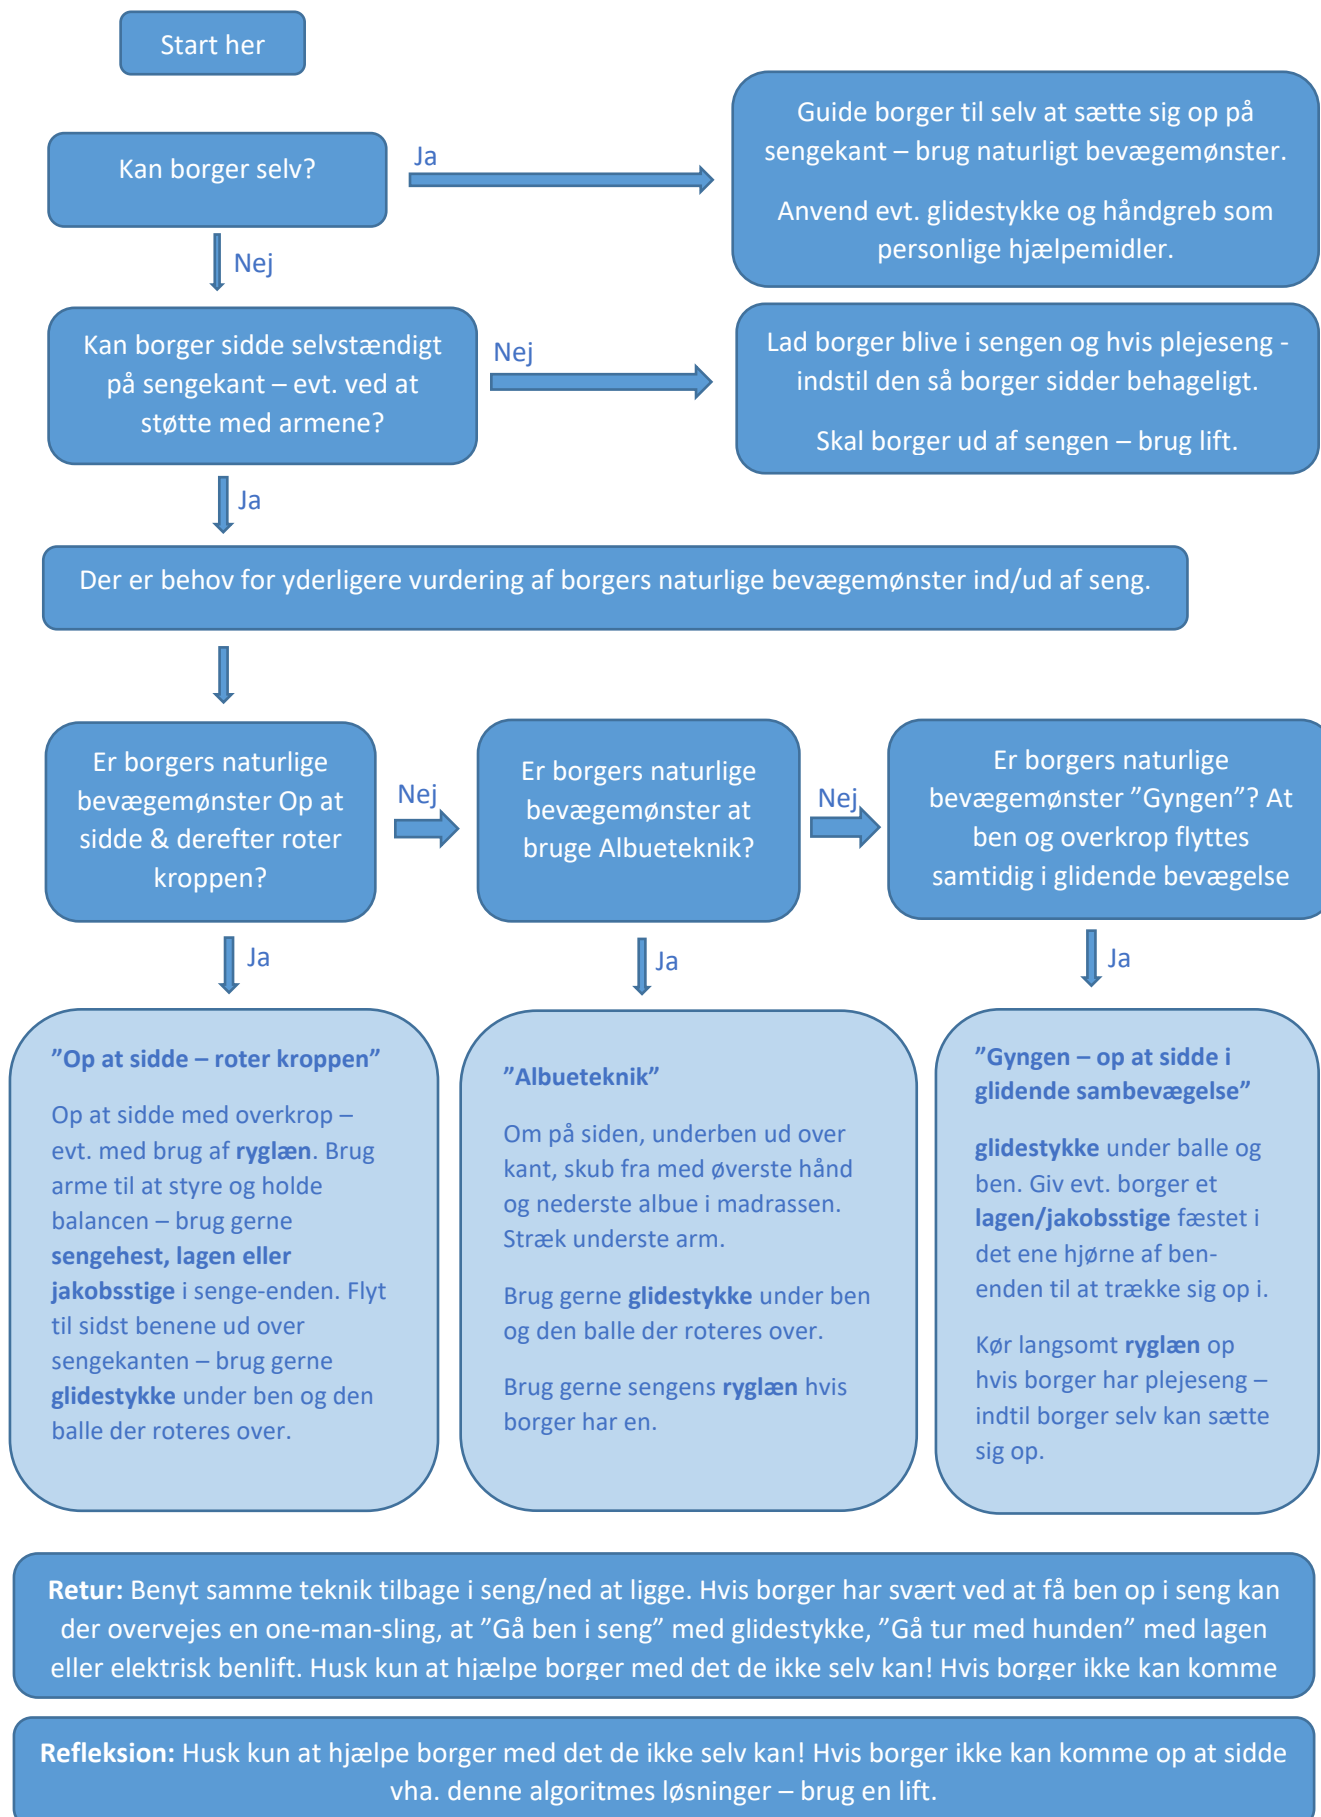 Start her
Kan borger selv?
Ja
Guide borger til selv at sætte sig op på
sengekant – brug naturligt bevægemønster.
Anvend evt. glidestykke og håndgreb som
personlige hjælpemidler.
Nej
Kan borger sidde selvstændigt
på sengekant – evt. ved at
støtte med armene?
Nej
Lad borger blive i sengen og hvis plejeseng -
indstil den så borger sidder behageligt.
Skal borger ud af sengen – brug lift.
Ja
Der er behov for yderligere vurdering af borgers naturlige bevægemønster ind/ud af seng.
Er borgers naturlige
bevægemønster Op at
sidde & derefter roter
kroppen?
Nej
Er borgers naturlige
bevægemønster at
bruge Albueteknik?
Nej
Er borgers naturlige
bevægemønster ”Gyngen”? At
ben og overkrop flyttes
samtidig i glidende bevægelse
Ja
Ja
Ja
”Op at sidde – roter kroppen”
Op at sidde med overkrop –
evt. med brug af ryglæn. Brug
arme til at styre og holde
balancen – brug gerne
sengehest, lagen eller
jakobsstige i senge-enden. Flyt
til sidst benene ud over
sengekanten – brug gerne
glidestykke under ben og den
balle der roteres over.
”Albueteknik”
Om på siden, underben ud over
kant, skub fra med øverste hånd
og nederste albue i madrassen.
Stræk underste arm.
Brug gerne glidestykke under ben
og den balle der roteres over.
Brug gerne sengens ryglæn hvis
borger har en.
”Gyngen – op at sidde i
glidende sambevægelse”
glidestykke under balle og
ben. Giv evt. borger et
lagen/jakobsstige fæstet i
det ene hjørne af ben-
enden til at trække sig op i.
Kør langsomt ryglæn op
hvis borger har plejeseng –
indtil borger selv kan sætte
sig op.
Retur: Benyt samme teknik tilbage i seng/ned at ligge. Hvis borger har svært ved at få ben op i seng kan
der overvejes en one-man-sling, at ”Gå ben i seng” med glidestykke, ”Gå tur med hunden” med lagen
eller elektrisk benlift. Husk kun at hjælpe borger med det de ikke selv kan! Hvis borger ikke kan komme
Refleksion: Husk kun at hjælpe borger med det de ikke selv kan! Hvis borger ikke kan komme op at sidde
vha. denne algoritmes løsninger – brug en lift.